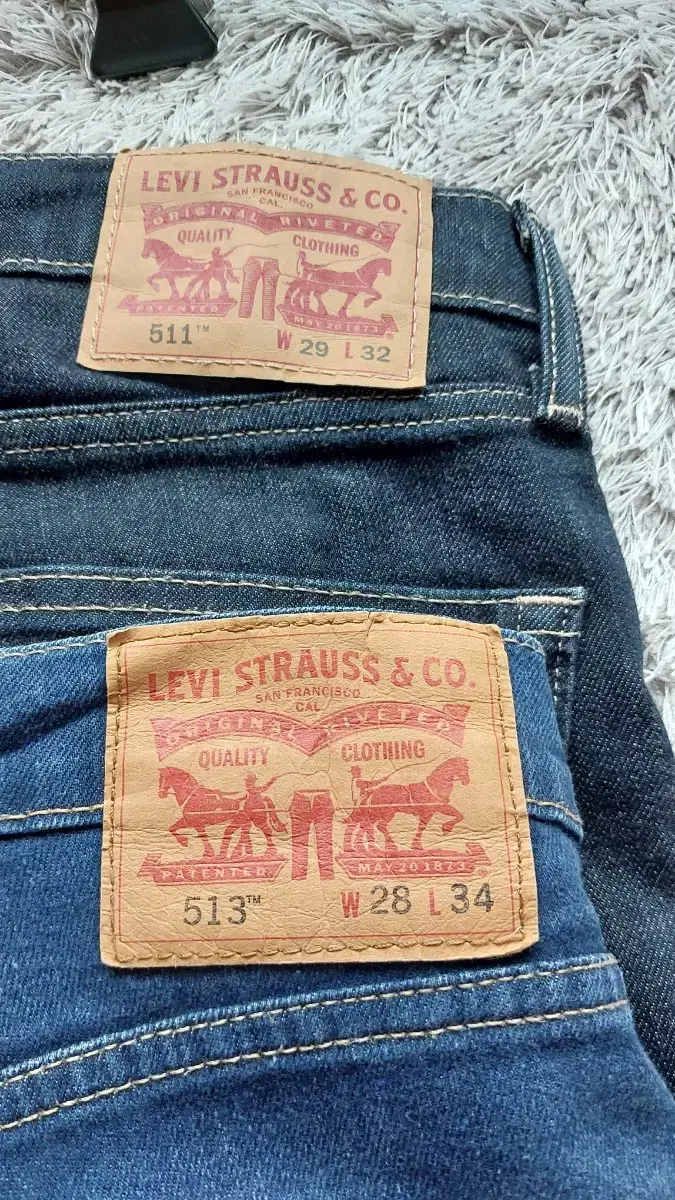 LEVI STRAUSS & CO.
SAN FRANCISCO
CAL.
ORIGINAL RIVETED
QUALITY CLOTHING
PATENTED MAY 20 1873 ®
511™ W 29 L 32
LEVI STRAUSS & CO.
SAN FRANCISCO
CAL
ORIGINAL RIVETED
QUALITY CLOTHING
PATENTED MAY 20 1873 ®
513™ W 28 L 34